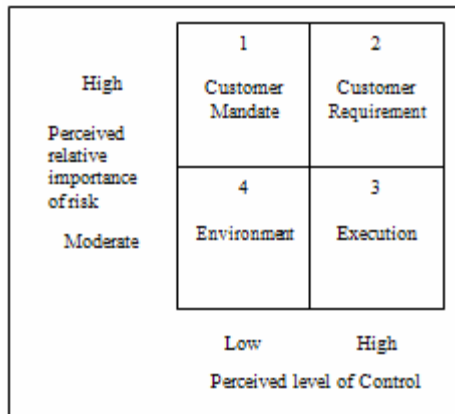 1
2
High
Customer
Mandate
Customer
Requirement
Perceived
relative
importance
of risk
4
3
Moderate
Environment
Execution
Low
High
Perceived level of Control